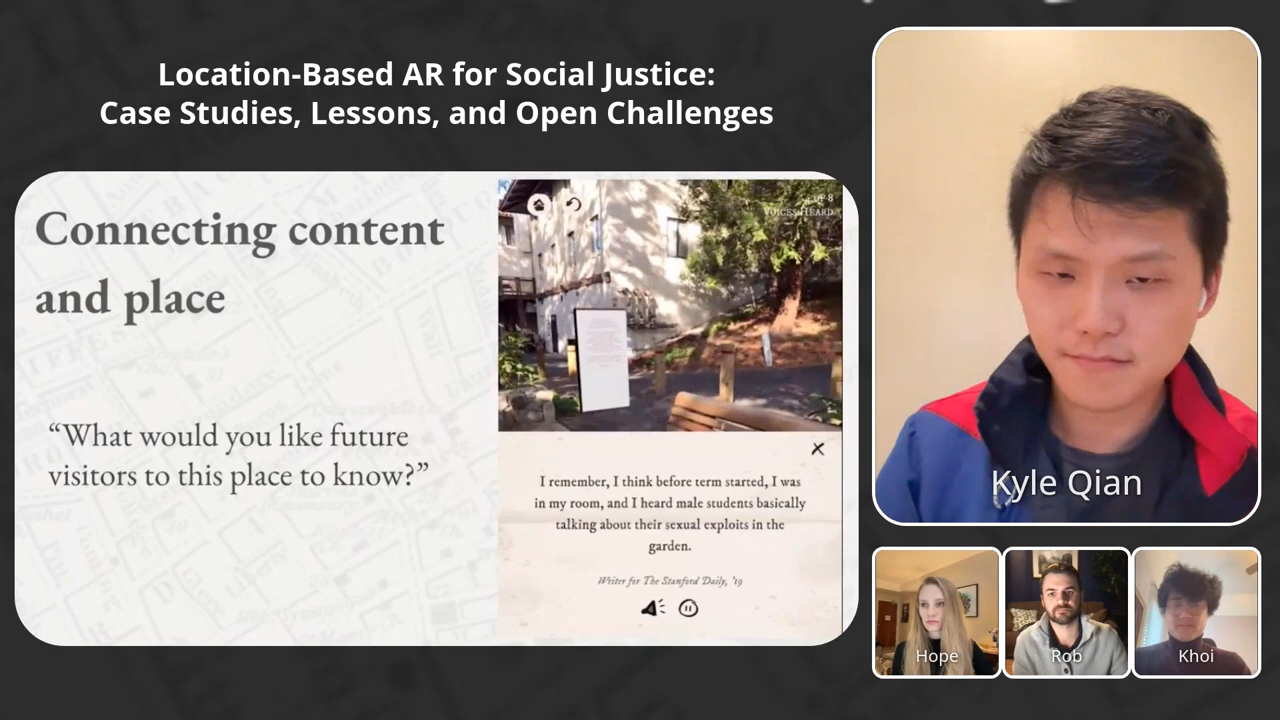 Location-Based AR for Social Justice:
Case Studies, Lessons, and Open Challenges
Connecting content
and place
“What would you like future
visitors to this place to know?”
8
Voices Heard
I remember, I think before term started, I was
in my room, and I heard male students basically
talking about their sexual exploits in the
garden.
Writer for The Stanford Daily, '19
Kyle Qian
Hope
Rob
Khoi